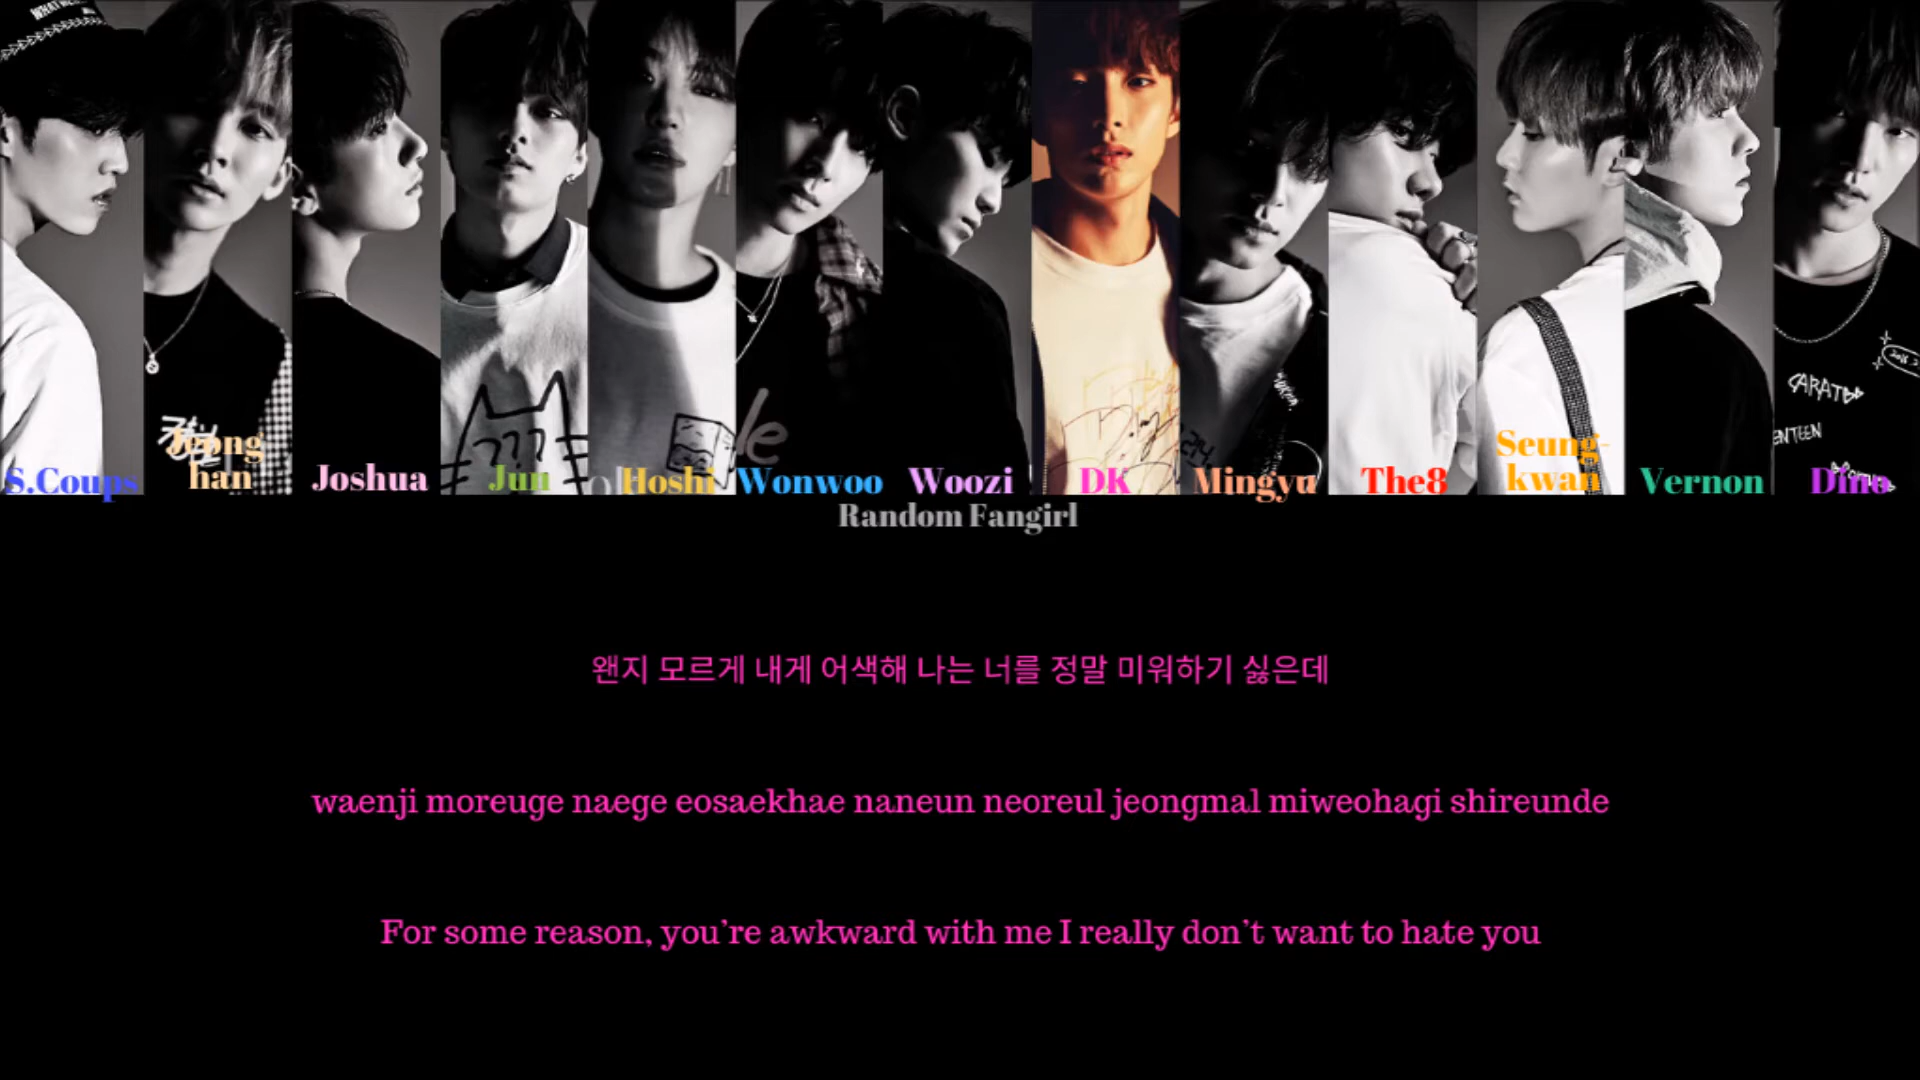 WHAT
???
CARAT
S.Coups
Jeong
han
Joshua
Jun
Hoshi
Wonwoo
Woozi
DK
Mingyu
The8
Seung-
kwan
Vernon
Dino
Random Fangirl
왠지 모르게 내게 어색해 나는 너를 정말 미워하기 싫은데
waenji moreuge naege eosaekhae naneun neoreul jeongmal miweohagi shireunde
For some reason, you’re awkward with me I really don’t want to hate you